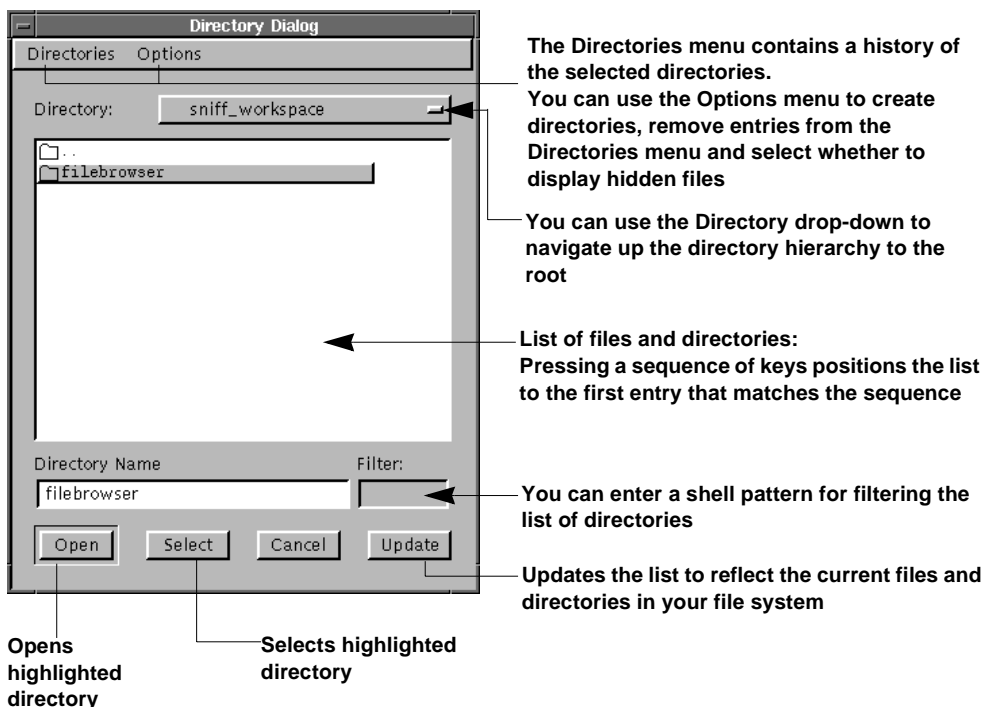 Directory Dialog
Directories Options
Directory: sniff_workspace
..
filebrowser
Directory Name Filter:
filebrowser
Open Select Cancel Update
The Directories menu contains a history of
the selected directories.
You can use the Options menu to create
directories, remove entries from the
Directories menu and select whether to
display hidden files
You can use the Directory drop-down to
navigate up the directory hierarchy to the
root
List of files and directories:
Pressing a sequence of keys positions the list
to the first entry that matches the sequence
You can enter a shell pattern for filtering the
list of directories
Updates the list to reflect the current files and
directories in your file system
Opens
highlighted
directory
Selects highlighted
directory